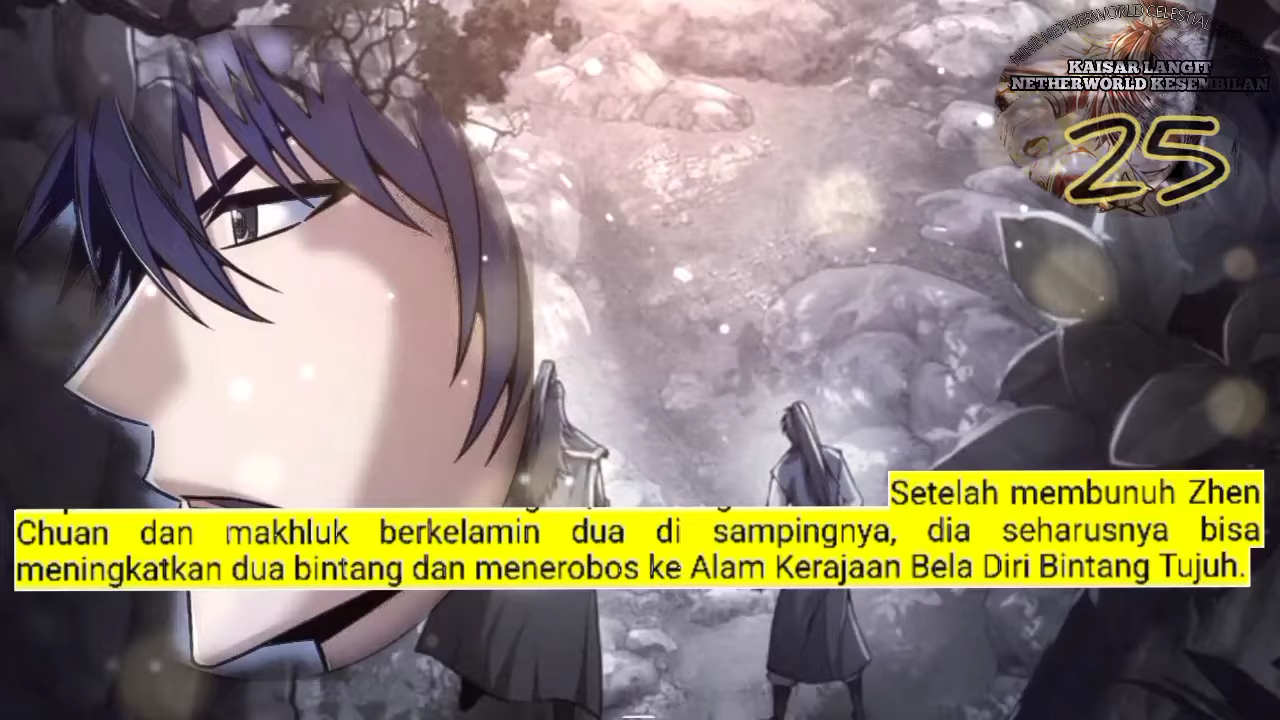 KAISAR LANGIT
NETHERWORLD KESEMBILAN
25
Setelah membunuh Zhen
Chuan dan makhluk berkelamin dua di sampingnya, dia seharusnya bisa
meningkatkan dua bintang dan menerobos ke Alam Kerajaan Bela Diri Bintang Tujuh.